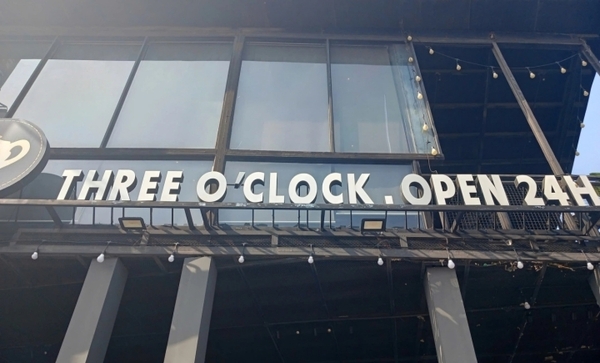 THREE O'CLOCK . OPEN 24H